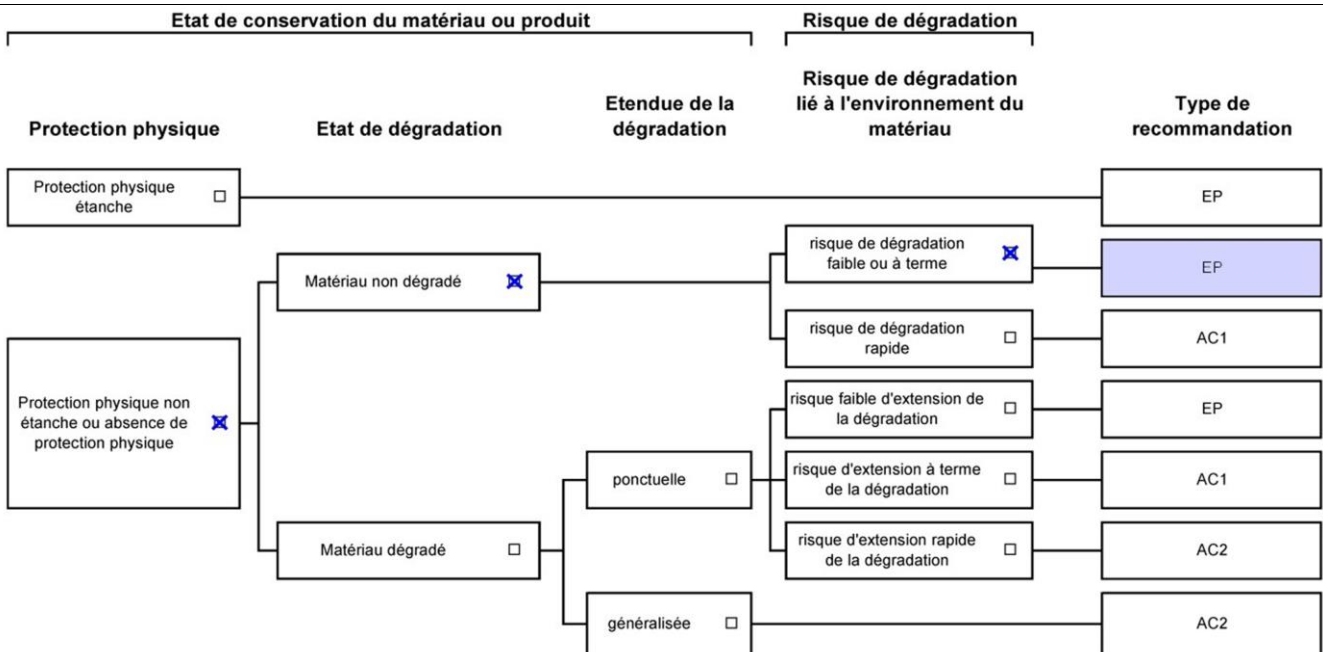 Etat de conservation du matériau ou produit
Risque de dégradation
Protection physique
Etat de dégradation
Etendue de la
dégradation
Risque de dégradation
lié à l'environnement du
matériau
Type de
recommandation
Protection physique
étanche
EP
Protection physique non
étanche ou absence de
protection physique
Matériau non dégradé
risque de dégradation
faible ou à terme
EP
risque de dégradation
rapide
AC1
Matériau dégradé
ponctuelle
risque faible d'extension de
la dégradation
EP
risque d'extension à terme
de la dégradation
AC1
risque d'extension rapide
de la dégradation
AC2
généralisée
AC2